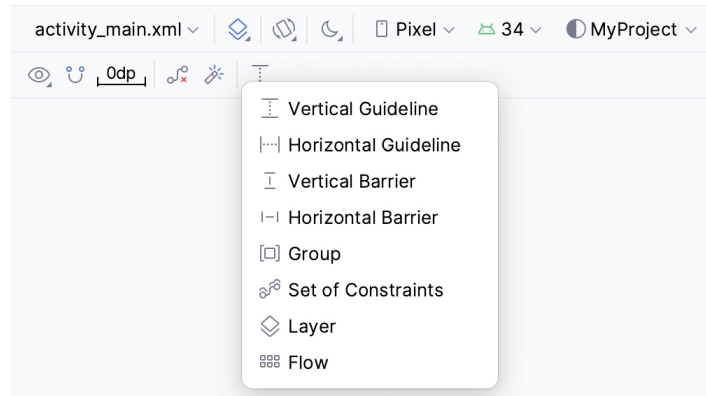 activity_main.xml Pixel 34 MyProject
0dp
Vertical Guideline
Horizontal Guideline
Vertical Barrier
Horizontal Barrier
Group
Set of Constraints
Layer
Flow